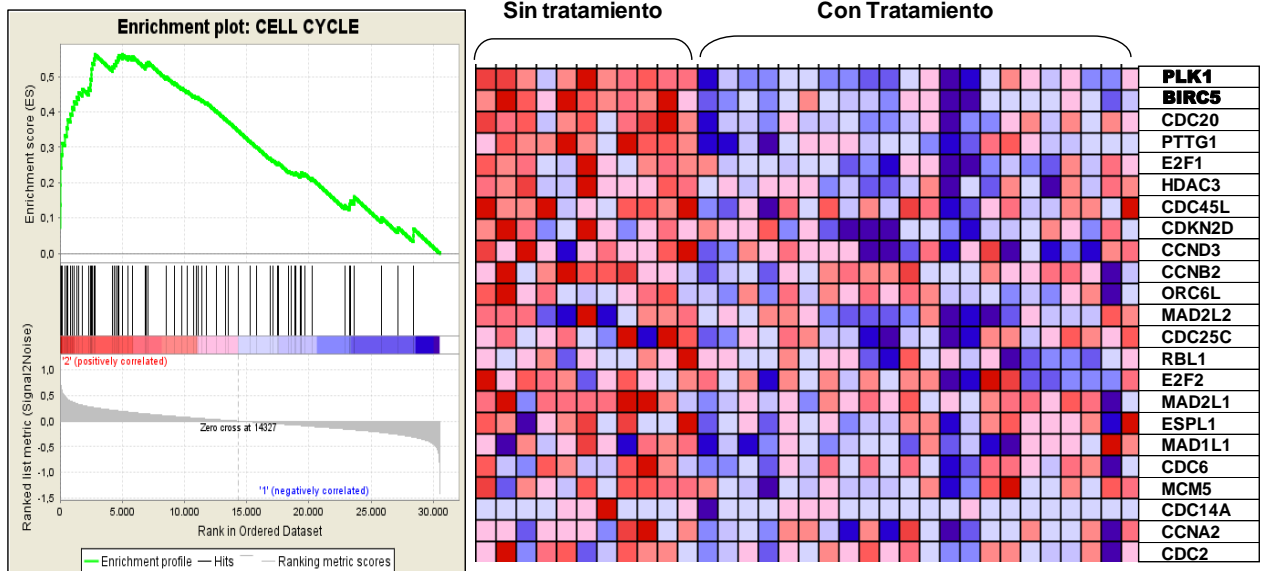 Enrichment plot: CELL CYCLE
Enrichment score (ES)
0,5
0,4
0,3
0,2
0,1
0,0
'2' (positively correlated)
Ranked list metric (Signal2Noise)
1,0
0,5
0,0
-0,5
-1,0
-1,5
Zero cross at 14327
'1' (negatively correlated)
0
5.000
10.000
15.000
20.000
25.000
30.000
Rank in Ordered Dataset
Enrichment profile
Hits
Ranking metric scores
Sin tratamiento
Con Tratamiento
PLK1
BIRC5
CDC20
PTTG1
E2F1
HDAC3
CDC45L
CDKN2D
CCND3
CCNB2
ORC6L
MAD2L2
CDC25C
RBL1
E2F2
MAD2L1
ESPL1
MAD1L1
CDC6
MCM5
CDC14A
CCNA2
CDC2